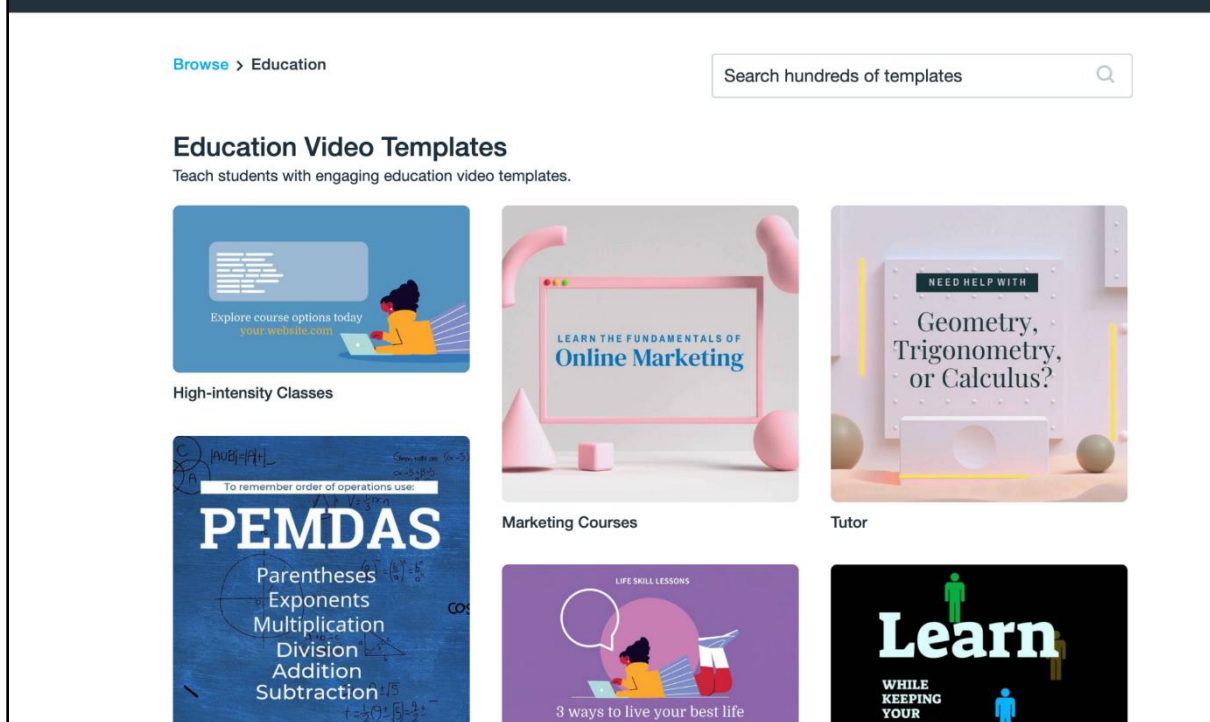 Browse > Education
Search hundreds of templates
Education Video Templates
Teach students with engaging education video templates.
Explore course options today
your.website.com
High-intensity Classes
LEARN THE FUNDAMENTALS OF
Online Marketing
Marketing Courses
NEED HELP WITH
Geometry,
Trigonometry,
or Calculus?
Tutor
To remember order of operations use:
PEMDAS
Parentheses
Exponents
Multiplication
Division
Addition
Subtraction
LIFE SKILL LESSONS
3 ways to live your best life
Learn
WHILE
KEEPING
YOUR